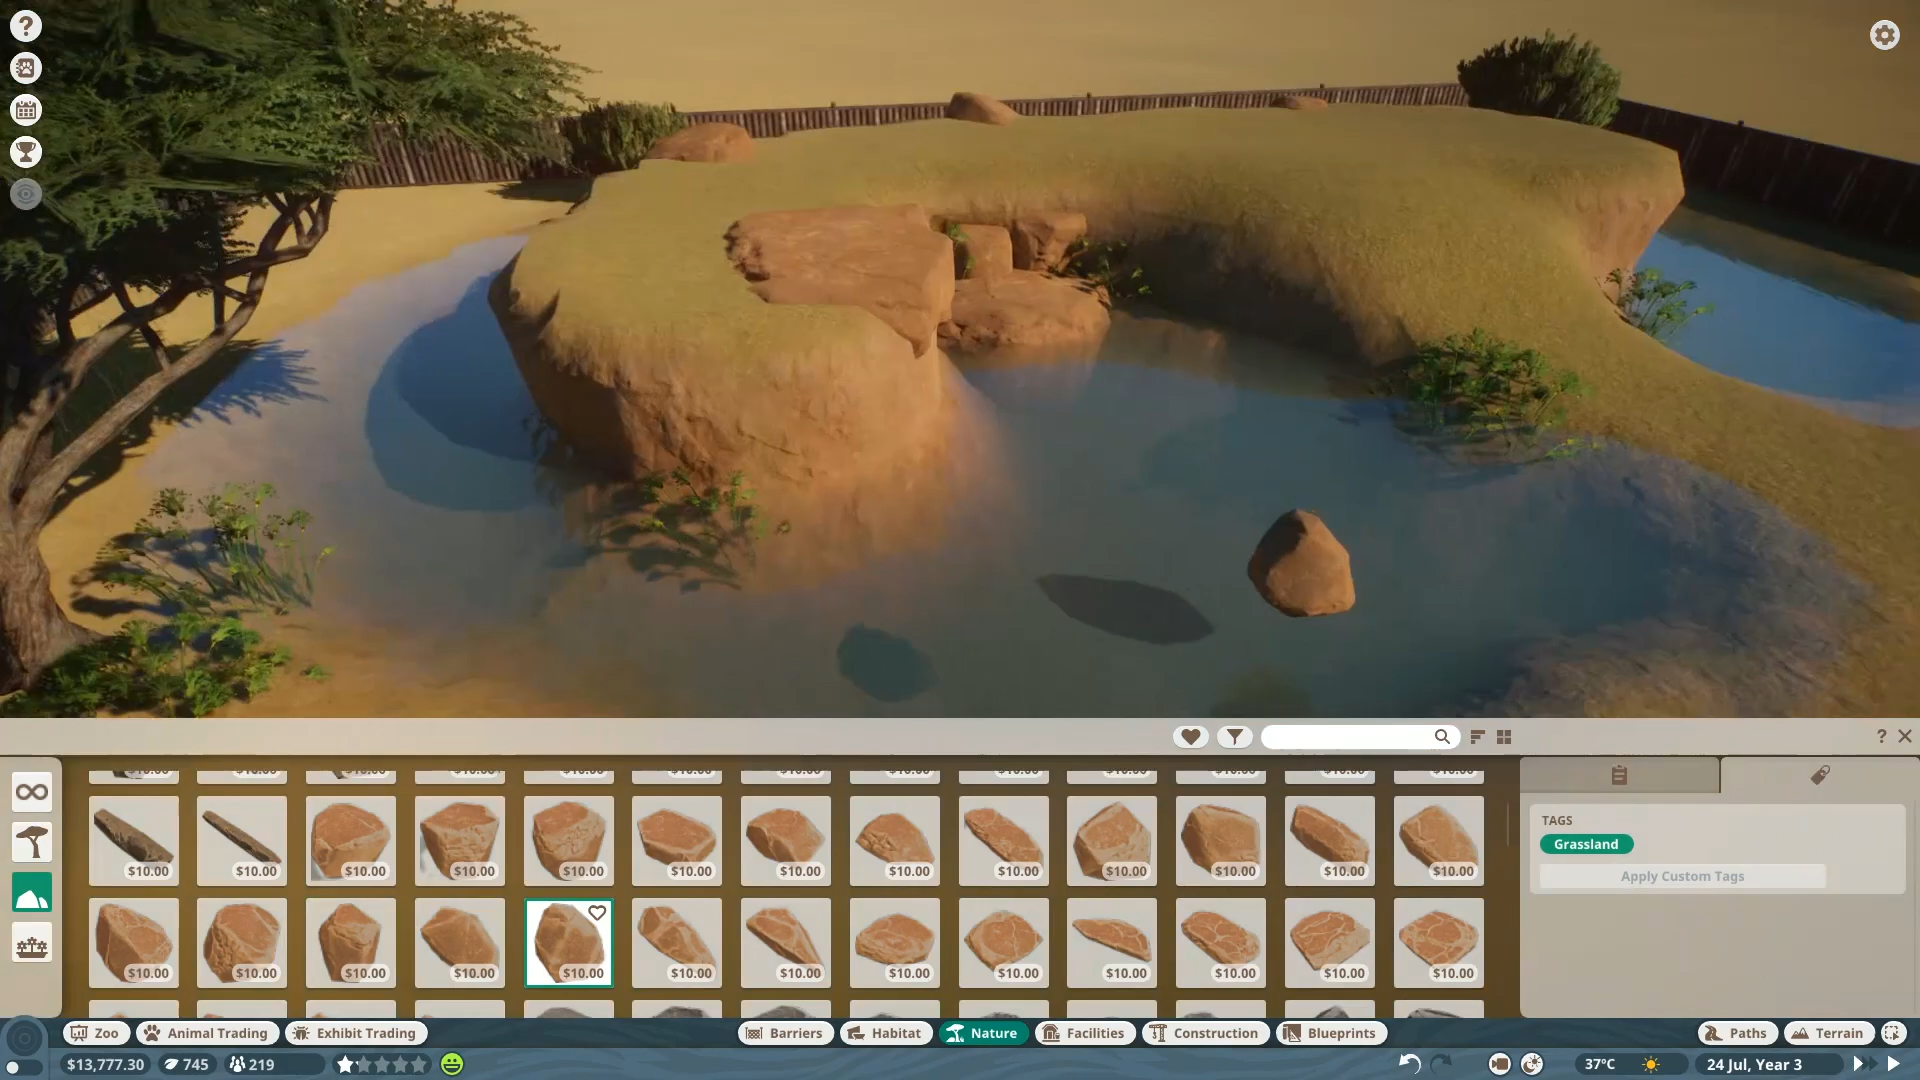 ?
? ×
$10.00 $10.00 $10.00 $10.00 $10.00 $10.00 $10.00 $10.00 $10.00 $10.00 $10.00 $10.00 $10.00
$10.00 $10.00 $10.00 $10.00 $10.00 $10.00 $10.00 $10.00 $10.00 $10.00 $10.00 $10.00 $10.00
TAGS
Grassland
Apply Custom Tags
Zoo Animal Trading Exhibit Trading Barriers Habitat Nature Facilities Construction Blueprints Paths Terrain
$13,777.30 745 219 37°C 24 Jul, Year 3